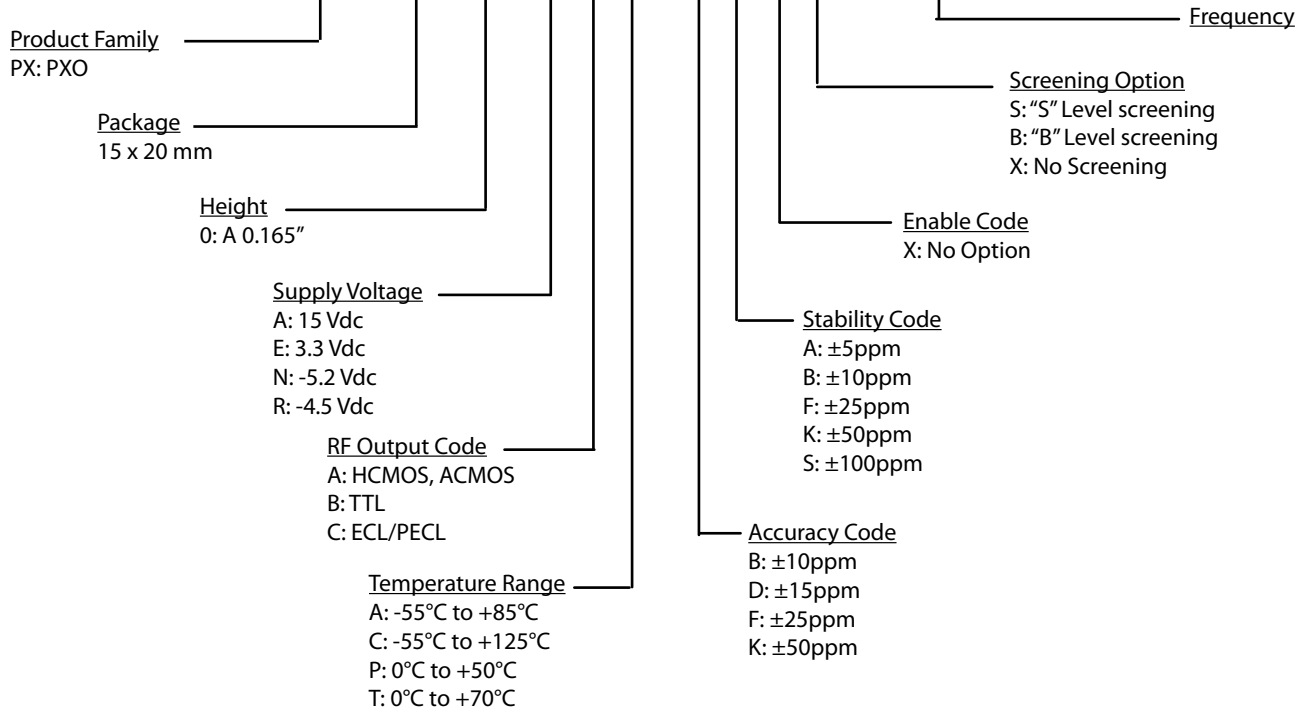 Frequency
Product Family
PX: PXO
Screening Option
S: “S” Level screening
B: “B” Level screening
X: No Screening
Package
15 x 20 mm
Height
0: A 0.165”
Enable Code
X: No Option
Supply Voltage
A: 15 Vdc
E: 3.3 Vdc
N: -5.2 Vdc
R: -4.5 Vdc
Stability Code
A: ±5ppm
B: ±10ppm
F: ±25ppm
K: ±50ppm
S: ±100ppm
RF Output Code
A: HCMOS, ACMOS
B: TTL
C: ECL/PECL
Accuracy Code
B: ±10ppm
D: ±15ppm
F: ±25ppm
K: ±50ppm
Temperature Range
A: -55°C to +85°C
C: -55°C to +125°C
P: 0°C to +50°C
T: 0°C to +70°C